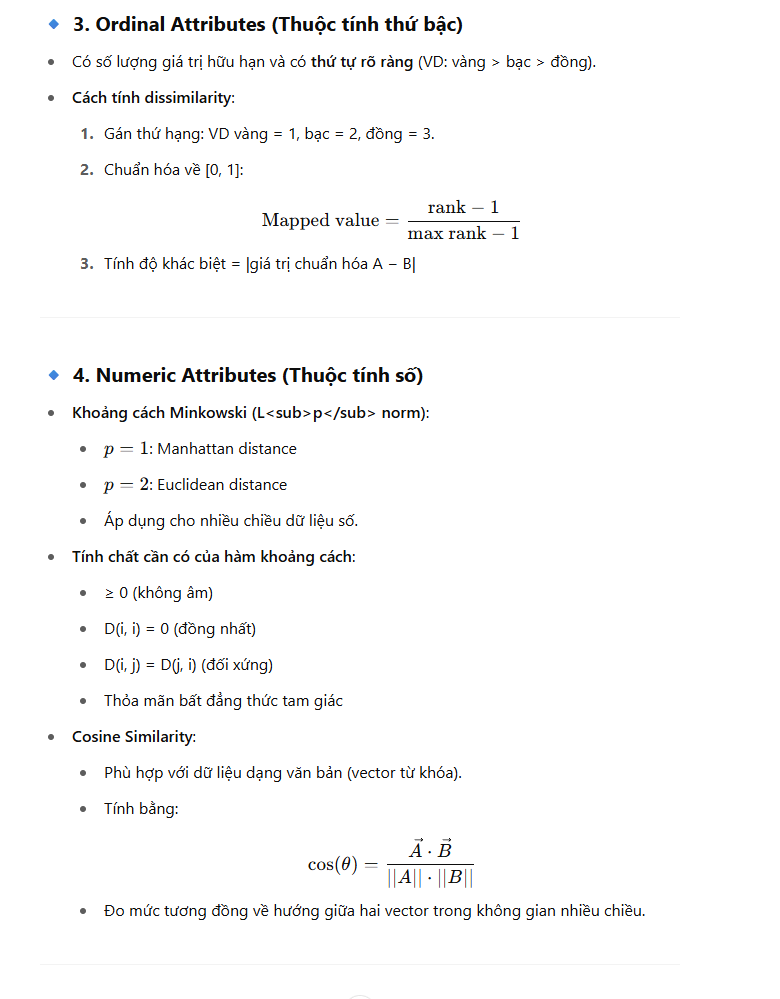 3. Ordinal Attributes (Thuộc tính thứ bậc)
Có số lượng giá trị hữu hạn và có thứ tự rõ ràng (VD: vàng > bạc > đồng).
Cách tính dissimilarity:
1. Gán thứ hạng: VD vàng = 1, bạc = 2, đồng = 3.
2. Chuẩn hóa về [0, 1]:
Mapped value = (rank − 1) / (max rank − 1)
3. Tính độ khác biệt = |giá trị chuẩn hóa A − B|
4. Numeric Attributes (Thuộc tính số)
Khoảng cách Minkowski (L<sub>p</sub> norm):
p = 1: Manhattan distance
p = 2: Euclidean distance
Áp dụng cho nhiều chiều dữ liệu số.
Tính chất cần có của hàm khoảng cách:
≥ 0 (không âm)
D(i, i) = 0 (đồng nhất)
D(i, j) = D(j, i) (đối xứng)
Thỏa mãn bất đẳng thức tam giác
Cosine Similarity:
Phù hợp với dữ liệu dạng văn bản (vector từ khóa).
Tính bằng:
cos(θ) = (A⃗ · B⃗) / (||A|| · ||B||)
Đo mức tương đồng về hướng giữa hai vector trong không gian nhiều chiều.